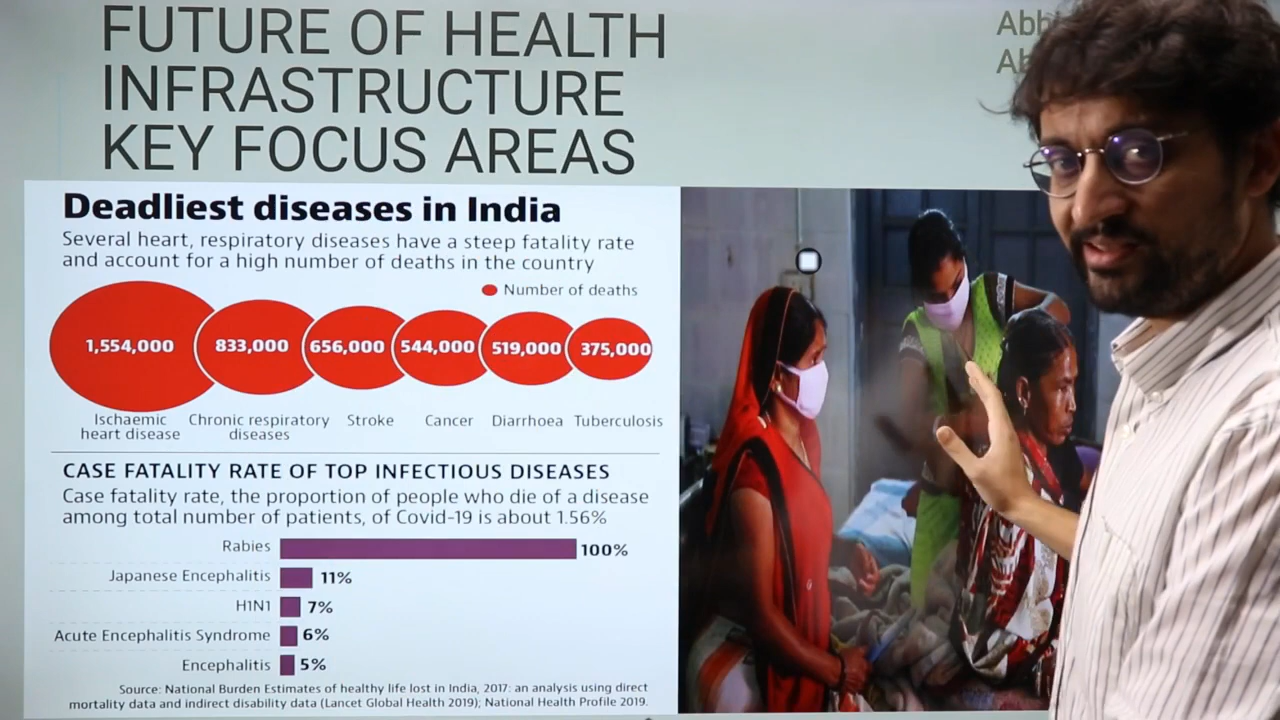 FUTURE OF HEALTH
INFRASTRUCTURE
KEY FOCUS AREAS
Deadliest diseases in India
Several heart, respiratory diseases have a steep fatality rate
and account for a high number of deaths in the country
Number of deaths
1,554,000 833,000 656,000 544,000 519,000 375,000
Ischaemic heart disease
Chronic respiratory diseases
Stroke
Cancer
Diarrhoea
Tuberculosis
CASE FATALITY RATE OF TOP INFECTIOUS DISEASES
Case fatality rate, the proportion of people who die of a disease
among total number of patients, of Covid-19 is about 1.56%
Rabies 100%
Japanese Encephalitis 11%
H1N1 7%
Acute Encephalitis Syndrome 6%
Encephalitis 5%
Source: National Burden Estimates of healthy life lost in India, 2017: an analysis using direct
mortality data and indirect disability data (Lancet Global Health 2019); National Health Profile 2019.